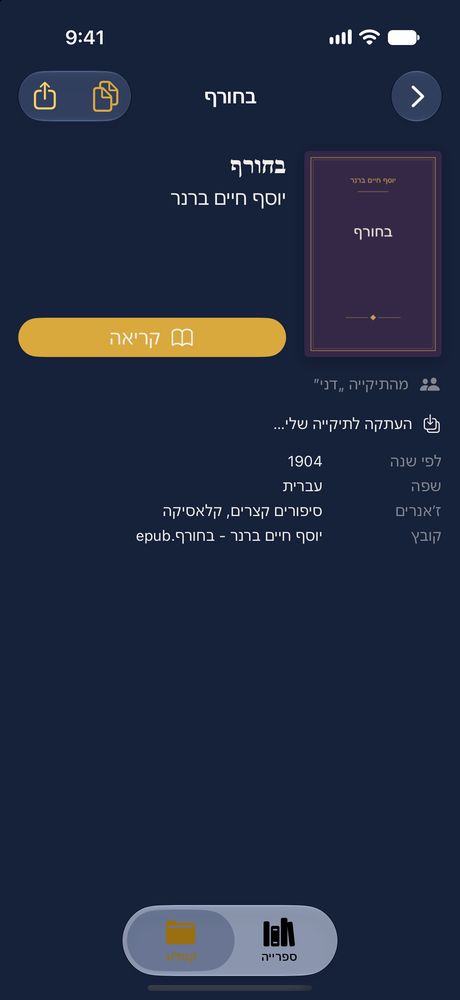 9:41
בחורף
יוסף חיים ברנר
בחורף
בחורף
יוסף חיים ברנר
קריאה
מהתיקייה „דני”
העתקה לתיקייה שלי...
לפי שנה 1904
שפה עברית
ז׳אנרים סיפורים קצרים, קלאסיקה
קובץ יוסף חיים ברנר - בחורף.epub
ספרייה